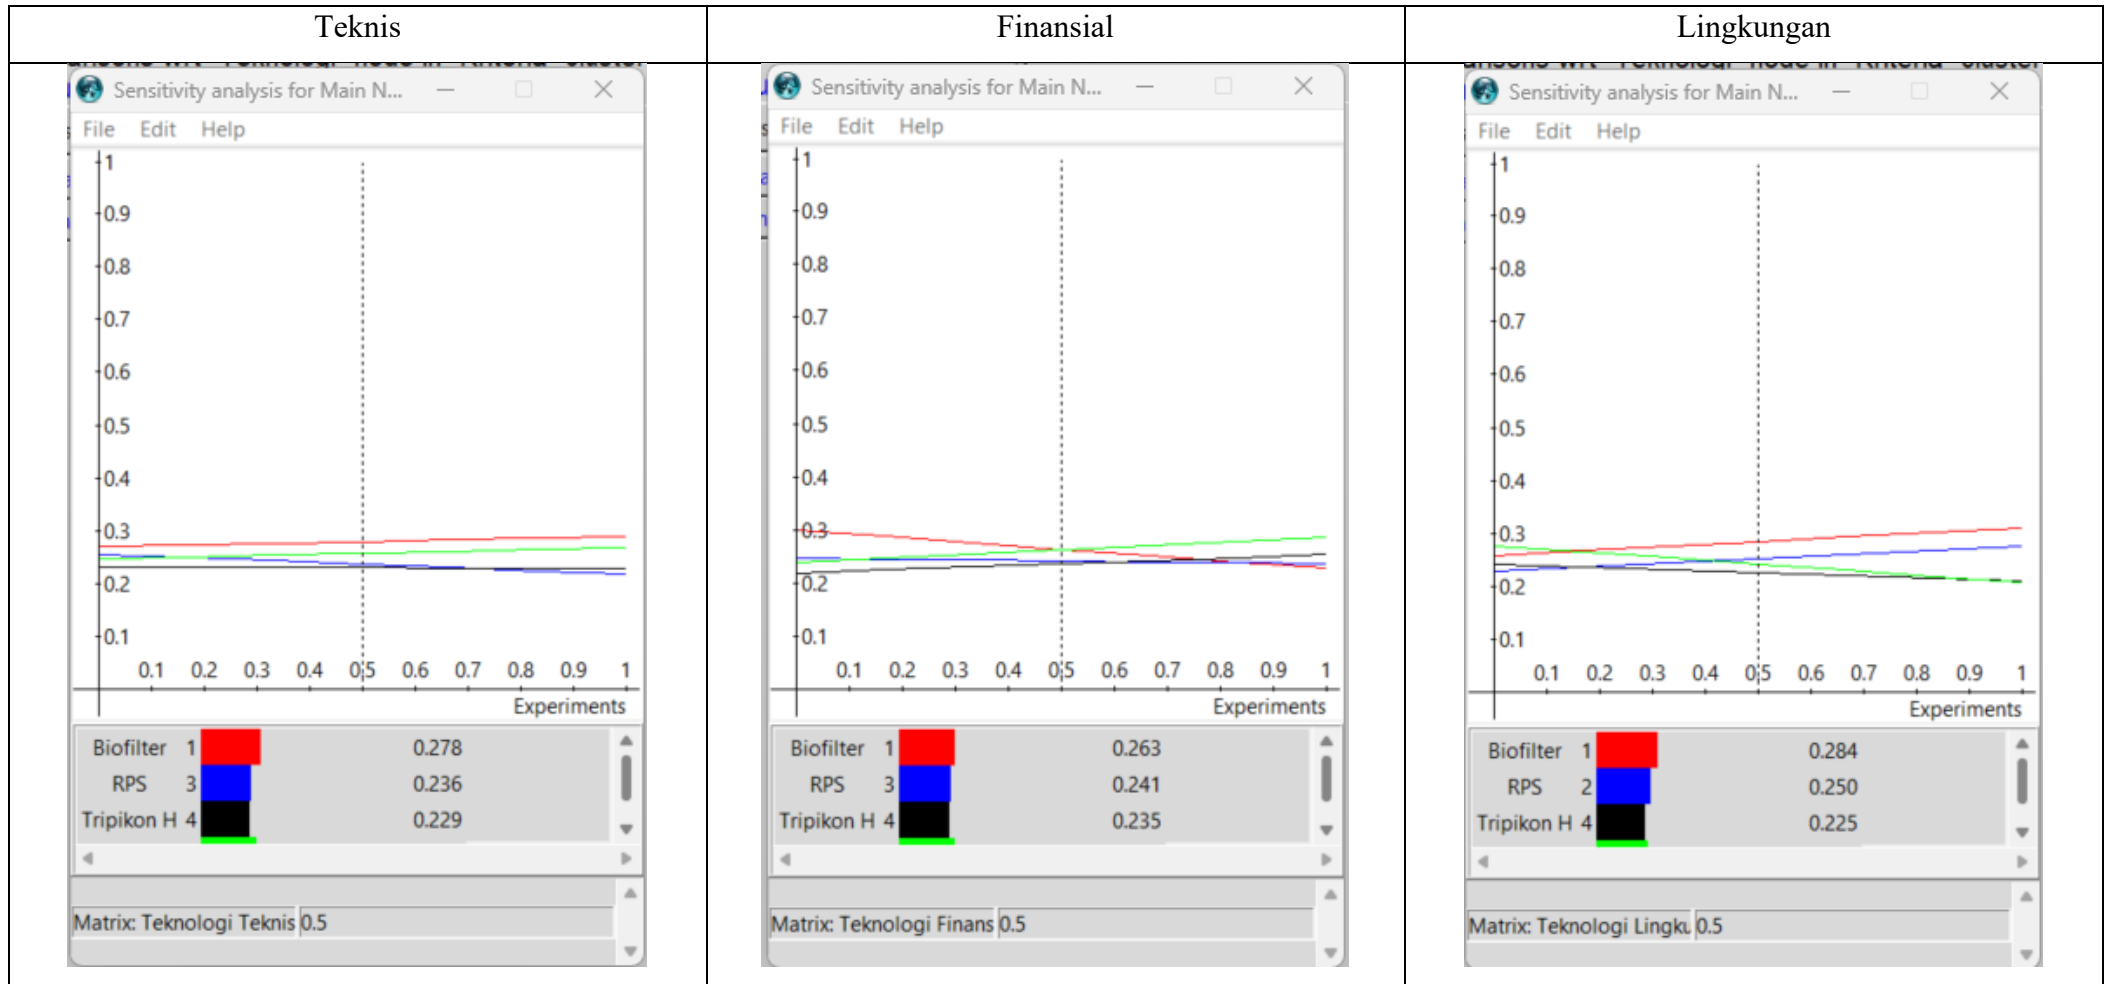 Teknis
Finansial
Lingkungan
Sensitivity analysis for Main N...
File Edit Help
1
0.9
0.8
0.7
0.6
0.5
0.4
0.3
0.2
0.1
0.1 0.2 0.3 0.4 0.5 0.6 0.7 0.8 0.9 1
Experiments
Biofilter 1 0.278
RPS 3 0.236
Tripikon H 4 0.229
Matrix: Teknologi Teknis 0.5
Sensitivity analysis for Main N...
File Edit Help
1
0.9
0.8
0.7
0.6
0.5
0.4
0.3
0.2
0.1
0.1 0.2 0.3 0.4 0.5 0.6 0.7 0.8 0.9 1
Experiments
Biofilter 1 0.263
RPS 3 0.241
Tripikon H 4 0.235
Matrix: Teknologi Finans 0.5
Sensitivity analysis for Main N...
File Edit Help
1
0.9
0.8
0.7
0.6
0.5
0.4
0.3
0.2
0.1
0.1 0.2 0.3 0.4 0.5 0.6 0.7 0.8 0.9 1
Experiments
Biofilter 1 0.284
RPS 2 0.250
Tripikon H 4 0.225
Matrix: Teknologi Lingku 0.5